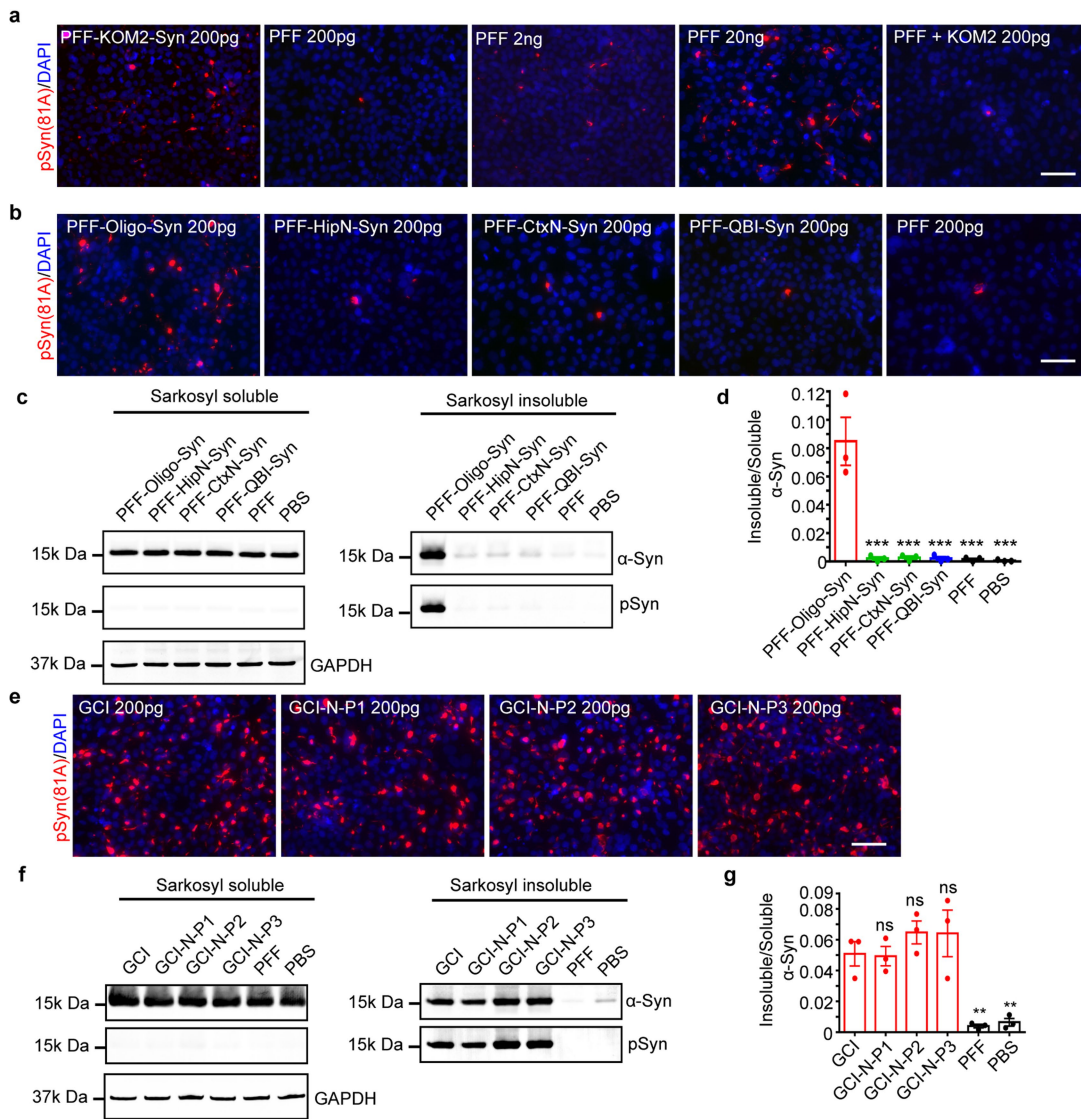 a
PFF-KOM2-Syn 200pg
PFF 200pg
PFF 2ng
PFF 20ng
PFF + KOM2 200pg
pSyn(81A)/DAPI
b
PFF-Oligo-Syn 200pg
PFF-HipN-Syn 200pg
PFF-CtxN-Syn 200pg
PFF-QBI-Syn 200pg
PFF 200pg
pSyn(81A)/DAPI
c
Sarkosyl soluble
Sarkosyl insoluble
PFF-Oligo-Syn
PFF-HipN-Syn
PFF-CtxN-Syn
PFF-QBI-Syn
PFF
PBS
PFF-Oligo-Syn
PFF-HipN-Syn
PFF-CtxN-Syn
PFF-QBI-Syn
PFF
PBS
15k Da
15k Da
α-Syn
15k Da
15k Da
pSyn
37k Da
GAPDH
d
Insoluble/Soluble
α-Syn
0.12
0.10
0.08
0.06
0.04
0.02
0
***
***
***
***
***
PFF-Oligo-Syn
PFF-HipN-Syn
PFF-CtxN-Syn
PFF-QBI-Syn
PFF
PBS
e
GCI 200pg
GCI-N-P1 200pg
GCI-N-P2 200pg
GCI-N-P3 200pg
pSyn(81A)/DAPI
f
Sarkosyl soluble
Sarkosyl insoluble
GCI
GCI-N-P1
GCI-N-P2
GCI-N-P3
PFF
PBS
GCI
GCI-N-P1
GCI-N-P2
GCI-N-P3
PFF
PBS
15k Da
15k Da
α-Syn
15k Da
15k Da
pSyn
37k Da
GAPDH
g
Insoluble/Soluble
α-Syn
0.09
0.08
0.06
0.04
0.02
0
ns
ns
ns
**
**
GCI
GCI-N-P1
GCI-N-P2
GCI-N-P3
PFF
PBS